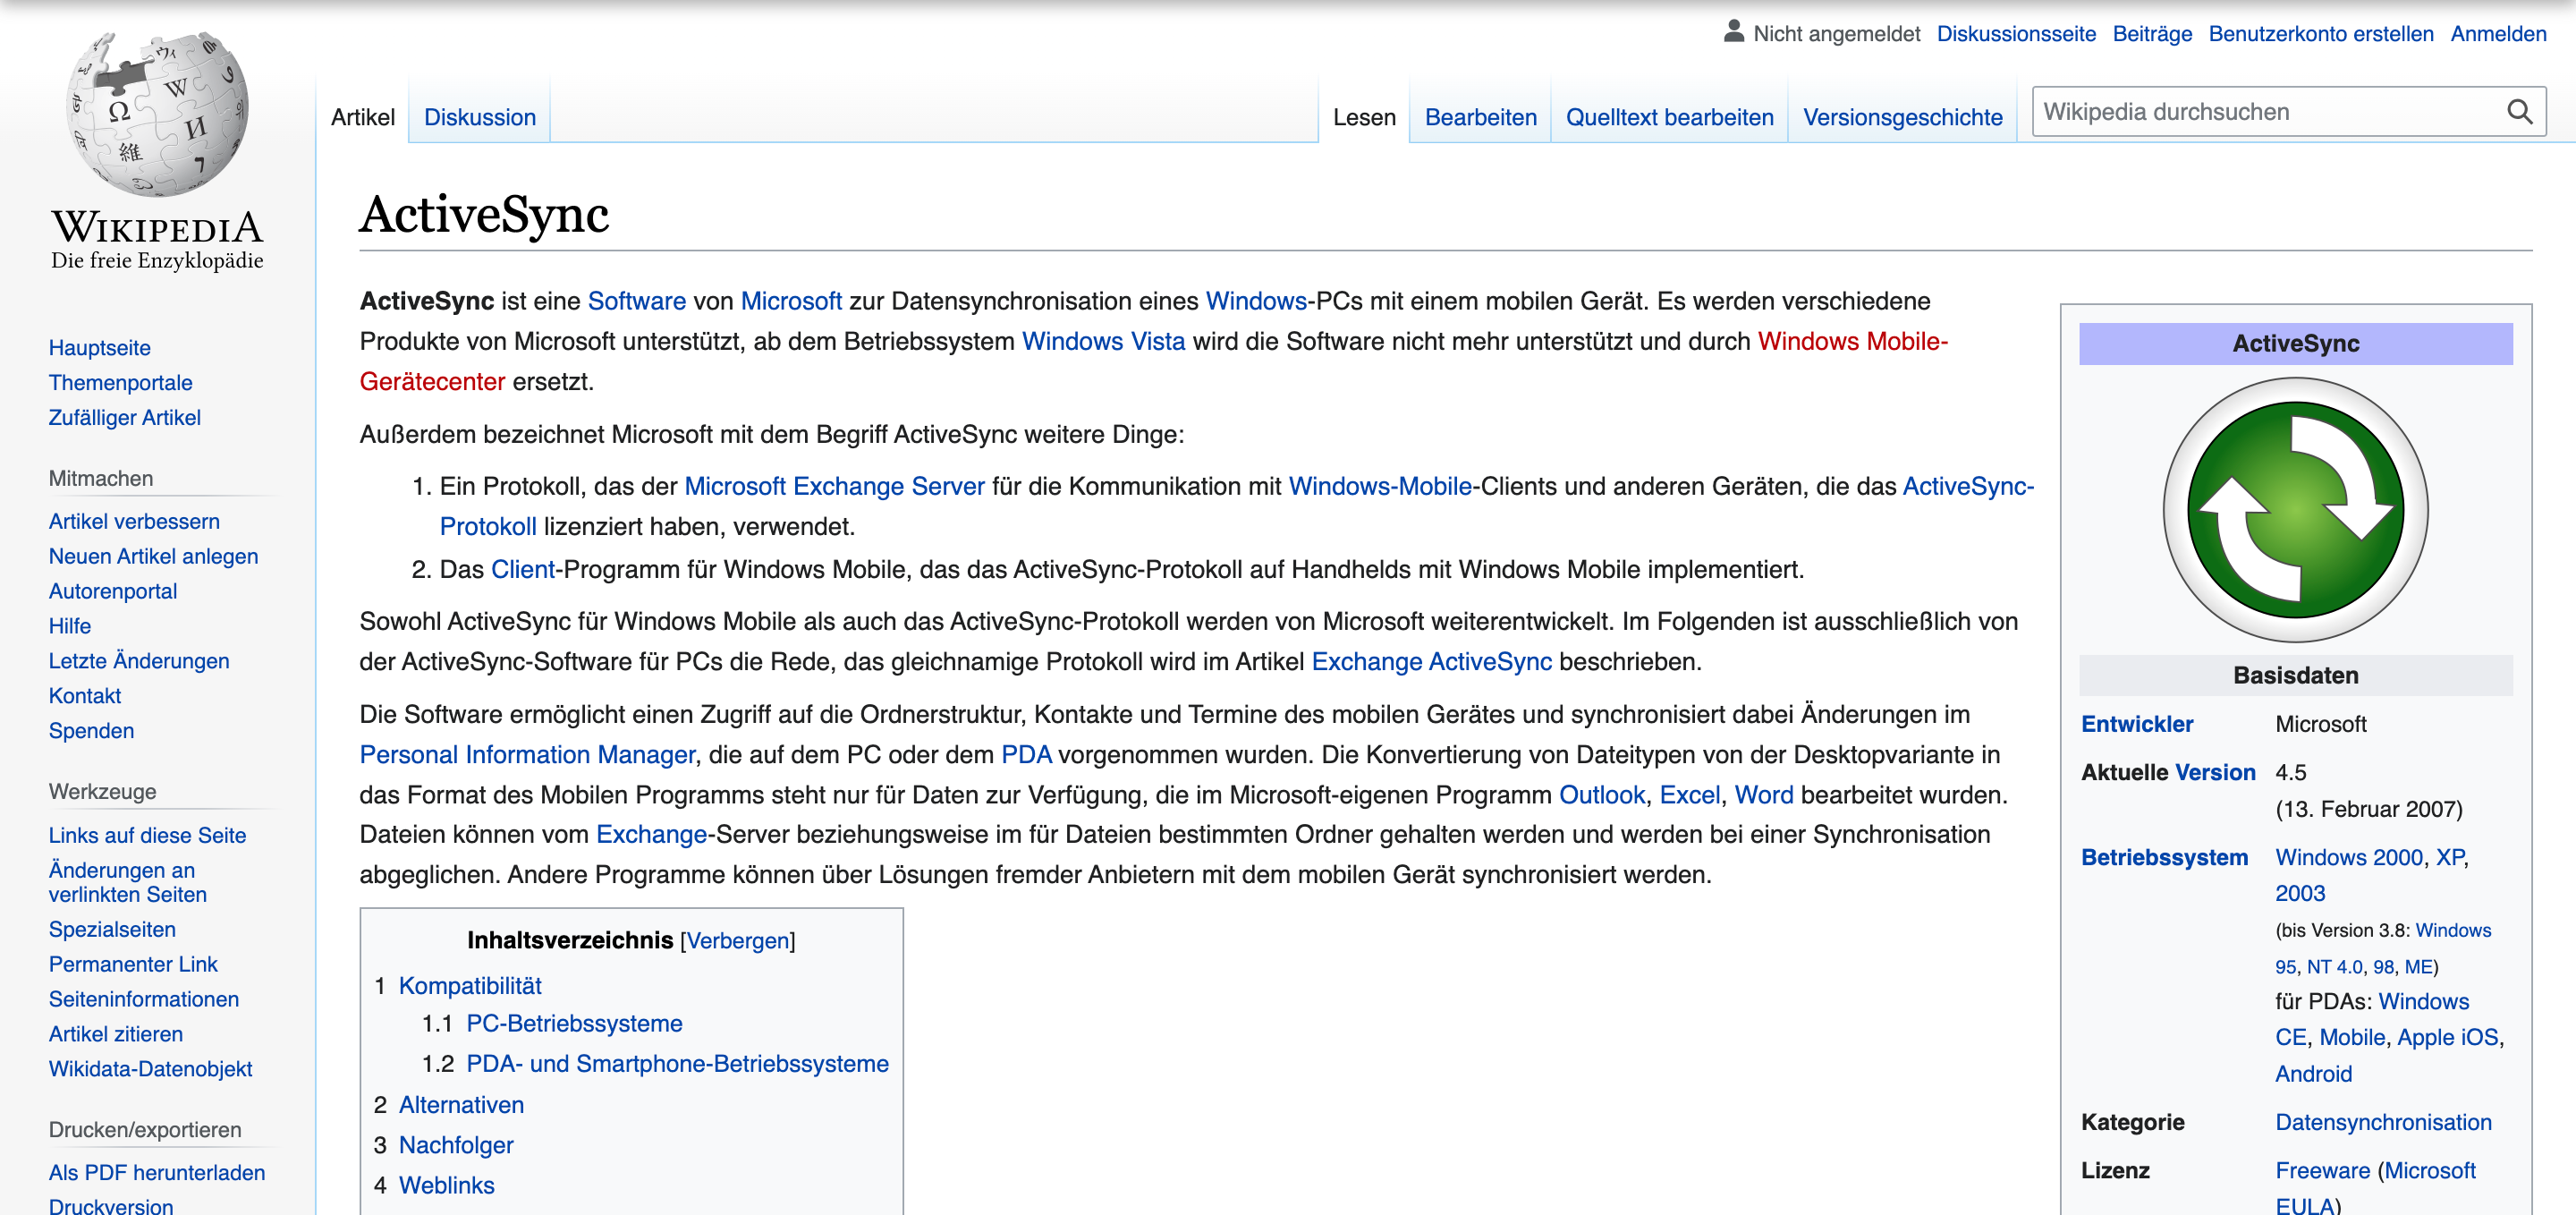 Nicht angemeldet Diskussionsseite Beiträge Benutzerkonto erstellen Anmelden
Artikel Diskussion Lesen Bearbeiten Quelltext bearbeiten Versionsgeschichte Wikipedia durchsuchen
WIKIPEDIA
Die freie Enzyklopädie
Hauptseite
Themenportale
Zufälliger Artikel
Mitmachen
Artikel verbessern
Neuen Artikel anlegen
Autorenportal
Hilfe
Letzte Änderungen
Kontakt
Spenden
Werkzeuge
Links auf diese Seite
Änderungen an
verlinkten Seiten
Spezialseiten
Permanenter Link
Seiteninformationen
Artikel zitieren
Wikidata-Datenobjekt
Drucken/exportieren
Als PDF herunterladen
Druckversion
ActiveSync
ActiveSync ist eine Software von Microsoft zur Datensynchronisation eines Windows-PCs mit einem mobilen Gerät. Es werden verschiedene
Produkte von Microsoft unterstützt, ab dem Betriebssystem Windows Vista wird die Software nicht mehr unterstützt und durch Windows Mobile-
Gerätecenter ersetzt.
Außerdem bezeichnet Microsoft mit dem Begriff ActiveSync weitere Dinge:
1. Ein Protokoll, das der Microsoft Exchange Server für die Kommunikation mit Windows-Mobile-Clients und anderen Geräten, die das ActiveSync-
Protokoll lizenziert haben, verwendet.
2. Das Client-Programm für Windows Mobile, das das ActiveSync-Protokoll auf Handhelds mit Windows Mobile implementiert.
Sowohl ActiveSync für Windows Mobile als auch das ActiveSync-Protokoll werden von Microsoft weiterentwickelt. Im Folgenden ist ausschließlich von
der ActiveSync-Software für PCs die Rede, das gleichnamige Protokoll wird im Artikel Exchange ActiveSync beschrieben.
Die Software ermöglicht einen Zugriff auf die Ordnerstruktur, Kontakte und Termine des mobilen Gerätes und synchronisiert dabei Änderungen im
Personal Information Manager, die auf dem PC oder dem PDA vorgenommen wurden. Die Konvertierung von Dateitypen von der Desktopvariante in
das Format des Mobilen Programms steht nur für Daten zur Verfügung, die im Microsoft-eigenen Programm Outlook, Excel, Word bearbeitet wurden.
Dateien können vom Exchange-Server beziehungsweise im für Dateien bestimmten Ordner gehalten werden und werden bei einer Synchronisation
abgeglichen. Andere Programme können über Lösungen fremder Anbietern mit dem mobilen Gerät synchronisiert werden.
Inhaltsverzeichnis [Verbergen]
1 Kompatibilität
1.1 PC-Betriebssysteme
1.2 PDA- und Smartphone-Betriebssysteme
2 Alternativen
3 Nachfolger
4 Weblinks
ActiveSync
Basisdaten
Entwickler Microsoft
Aktuelle Version 4.5
(13. Februar 2007)
Betriebssystem Windows 2000, XP,
2003
(bis Version 3.8: Windows
95, NT 4.0, 98, ME)
für PDAs: Windows
CE, Mobile, Apple iOS,
Android
Kategorie Datensynchronisation
Lizenz Freeware (Microsoft
EULA)